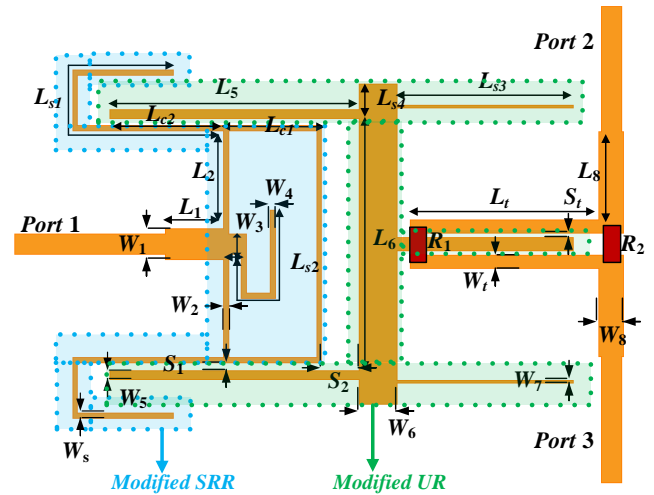 Port 2
L5
Ls3
Ls1
Ls4
Lc2
Lc1
L2
L8
W4
Lt
St
L1
Port 1
W3
W1
L6
R1
R2
Ls2
Wt
W2
W8
S1
S2
W7
W5
W6
Ws
Port 3
Modified SRR
Modified UR